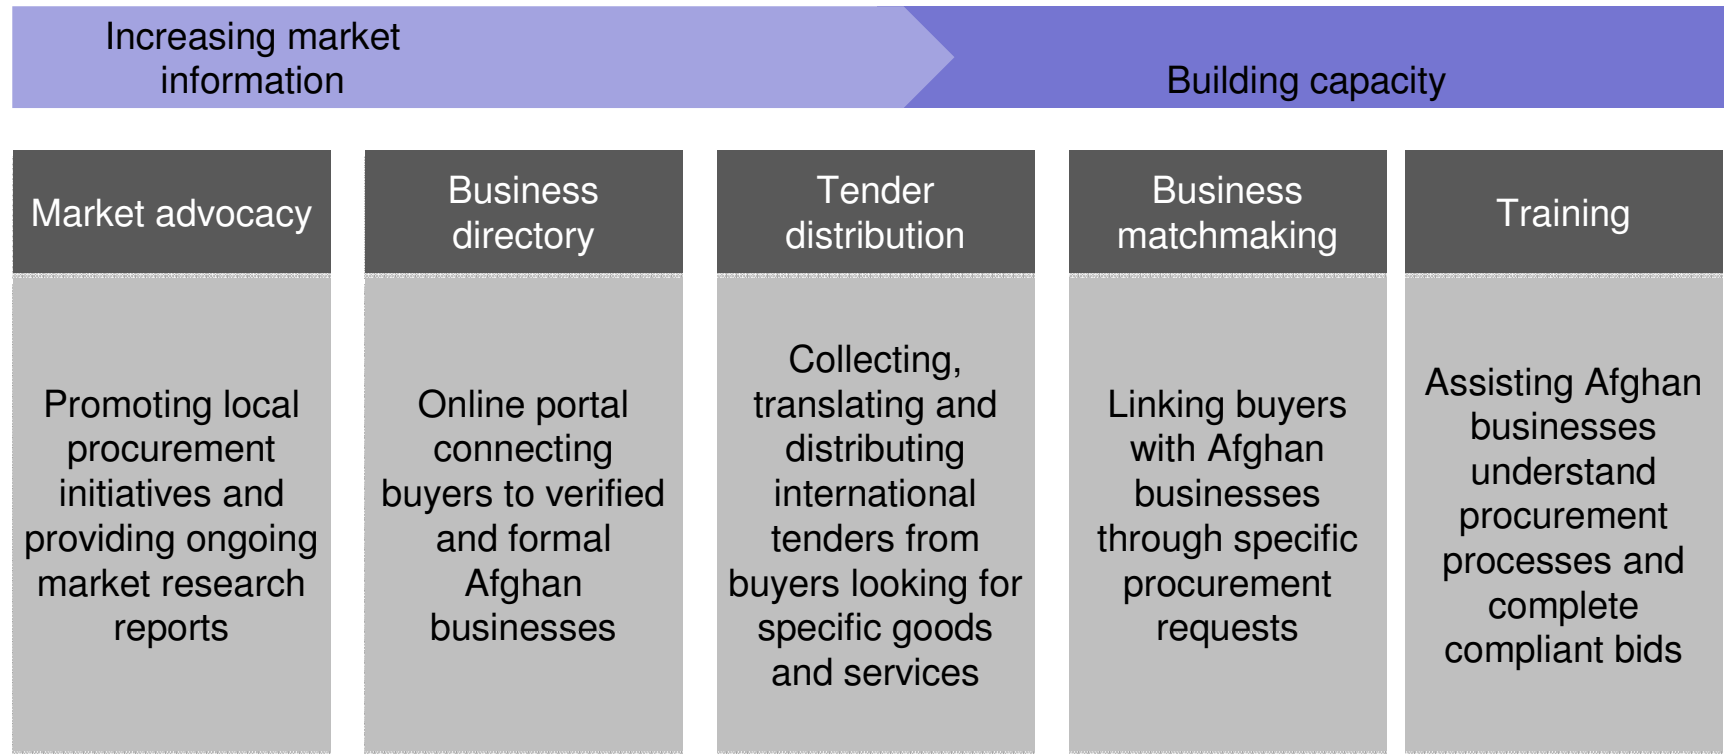 Increasing market
information
Building capacity
Market advocacy
Business
directory
Tender
distribution
Business
matchmaking
Training
Promoting local
procurement
initiatives and
providing ongoing
market research
reports
Online portal
connecting
buyers to verified
and formal
Afghan
businesses
Collecting,
translating and
distributing
international
tenders from
buyers looking for
specific goods
and services
Linking buyers
with Afghan
businesses
through specific
procurement
requests
Assisting Afghan
businesses
understand
procurement
processes and
complete
compliant bids